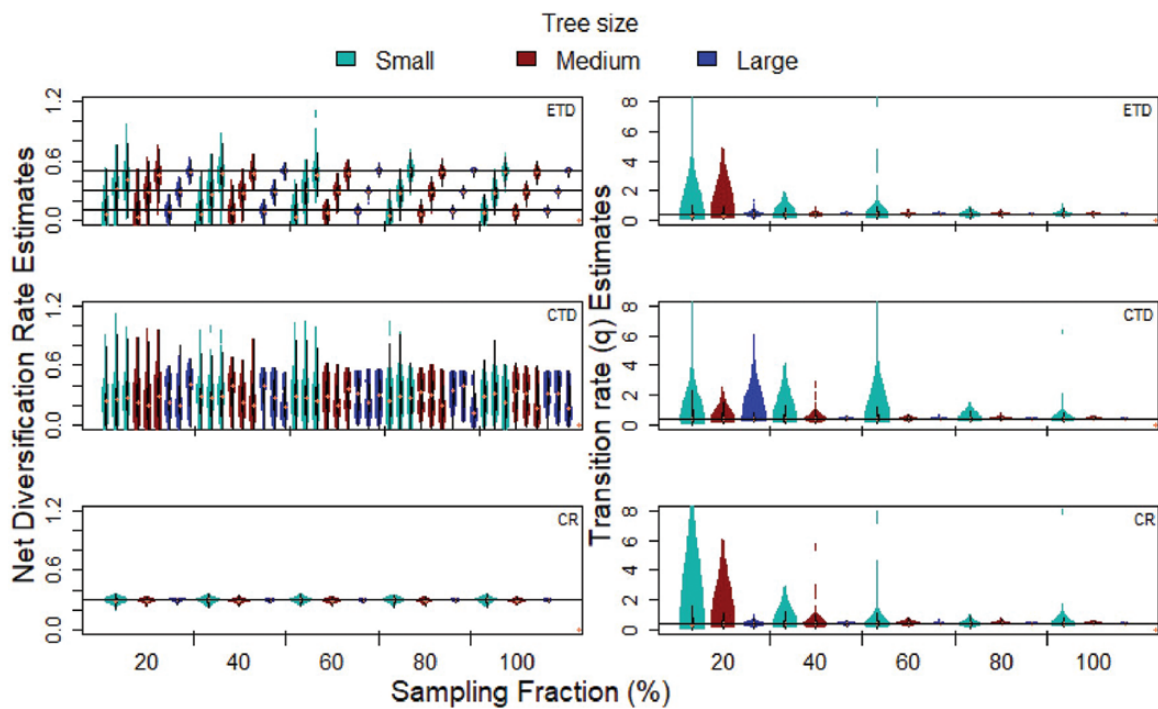 Tree size
Small Medium Large
Net Diversification Rate Estimates
1.2
0.6
0.0
ETD
1.2
0.6
0.0
CTD
1.2
0.6
0.0
CR
20 40 60 80 100
Transition rate (q) Estimates
8
6
4
2
0
ETD
8
6
4
2
0
CTD
8
6
4
2
0
CR
20 40 60 80 100
Sampling Fraction (%)